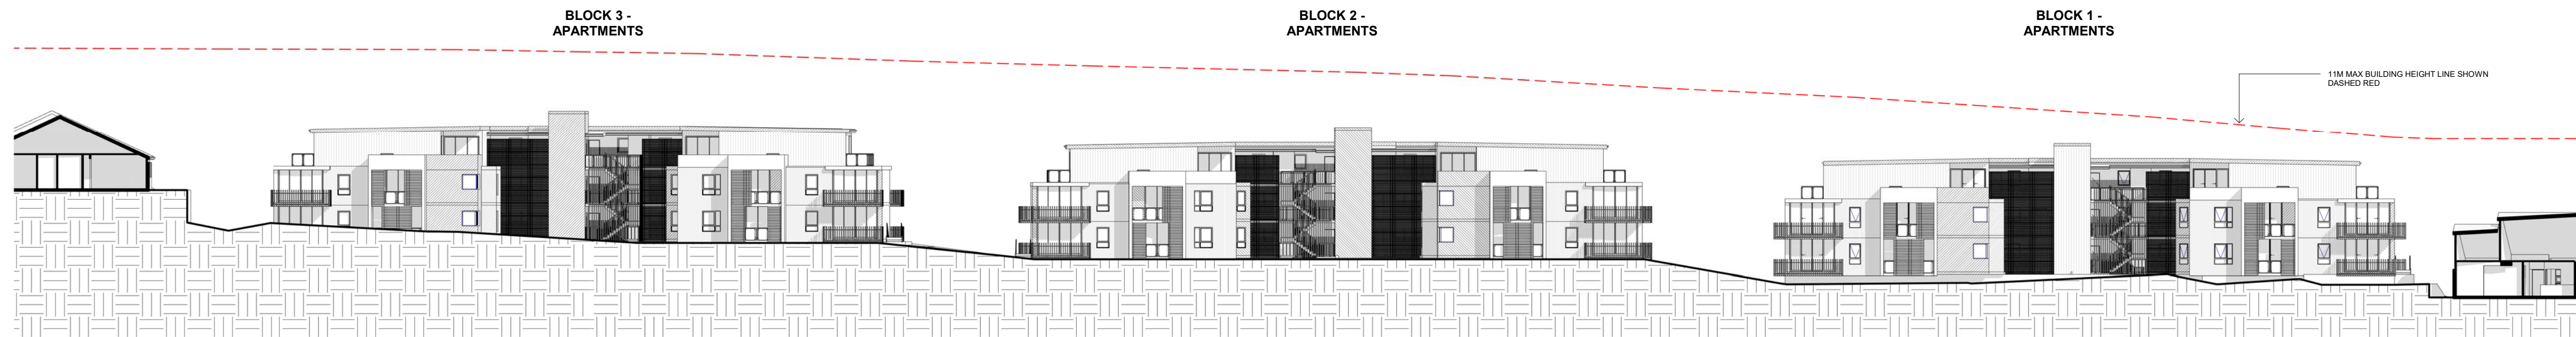 BLOCK 3 -
APARTMENTS
BLOCK 2 -
APARTMENTS
BLOCK 1 -
APARTMENTS
11M MAX BUILDING HEIGHT LINE SHOWN
DASHED RED